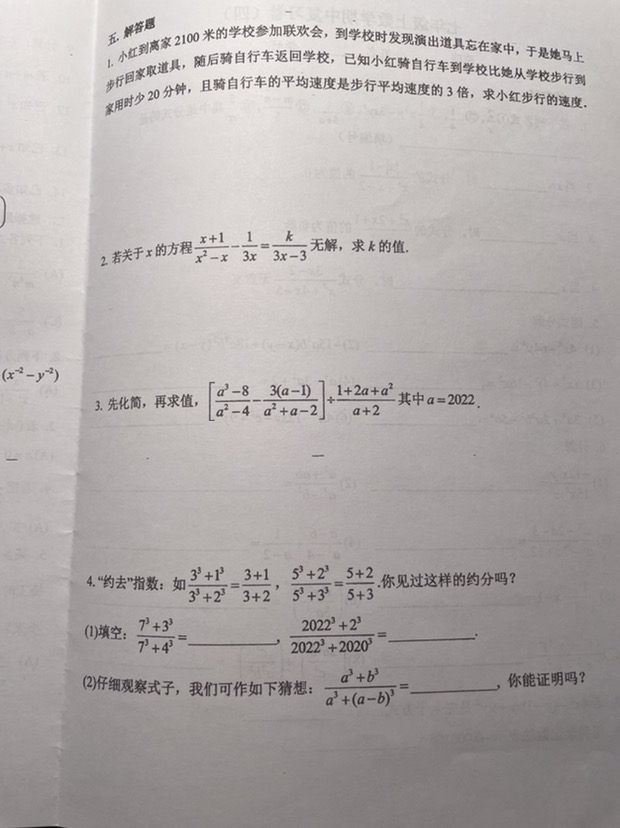 五. 解答题
1. 小红到离家 2100 米的学校参加联欢会，到学校时发现演出道具忘在家中，于是她马上
步行回家取道具，随后骑自行车返回学校，已知小红骑自行车到学校比她从学校步行到
家用时少 20 分钟，且骑自行车的平均速度是步行平均速度的 3 倍，求小红步行的速度.
2. 若关于 x 的方程 \frac{x+1}{x^2-x} - \frac{1}{3x} = \frac{k}{3x-3} 无解，求 k 的值.
(x^{-2}-y^{-2})
3. 先化简，再求值，[\frac{a^3-8}{a^2-4} - \frac{3(a-1)}{a^2+a-2}] ÷ \frac{1+2a+a^2}{a+2} 其中 a=2022.
4. “约去”指数：如 \frac{3^3+1^3}{3^3+2^3} = \frac{3+1}{3+2}，\frac{5^3+2^3}{5^3+3^3} = \frac{5+2}{5+3}.你见过这样的约分吗？
(1)填空：\frac{7^3+3^3}{7^3+4^3} = ________，\frac{2022^3+2^3}{2022^3+2020^3} = ________.
(2)仔细观察式子，我们可作如下猜想：\frac{a^3+b^3}{a^3+(a-b)^3} = ________，你能证明吗？